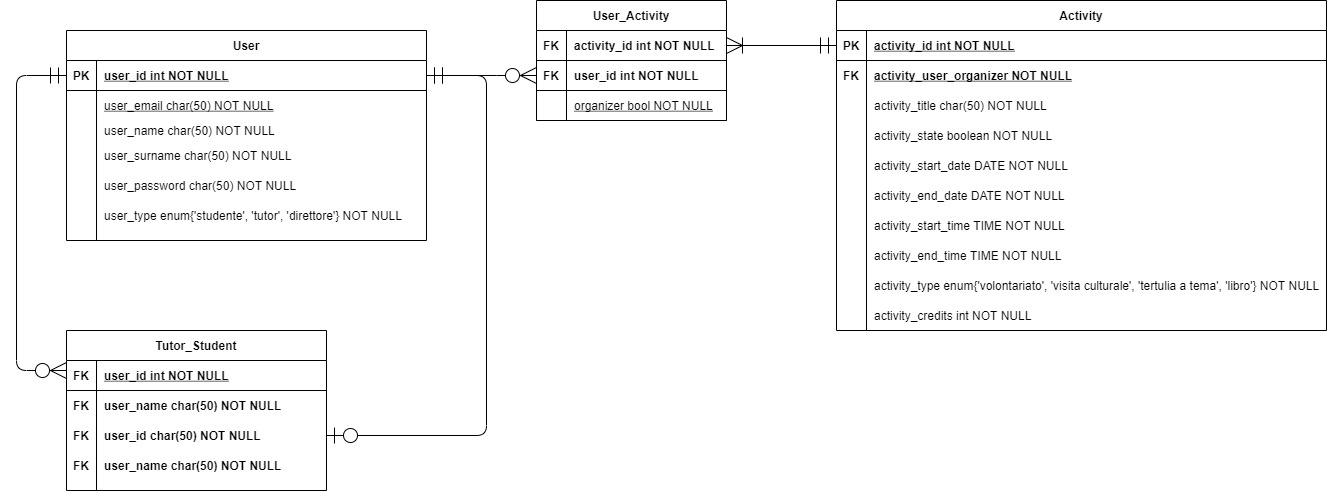 User
PK user_id int NOT NULL
user_email char(50) NOT NULL
user_name char(50) NOT NULL
user_surname char(50) NOT NULL
user_password char(50) NOT NULL
user_type enum{'studente', 'tutor', 'direttore'} NOT NULL
User_Activity
FK activity_id int NOT NULL
FK user_id int NOT NULL
organizer bool NOT NULL
Activity
PK activity_id int NOT NULL
FK activity_user_organizer NOT NULL
activity_title char(50) NOT NULL
activity_state boolean NOT NULL
activity_start_date DATE NOT NULL
activity_end_date DATE NOT NULL
activity_start_time TIME NOT NULL
activity_end_time TIME NOT NULL
activity_type enum{'volontariato', 'visita culturale', 'tertulia a tema', 'libro'} NOT NULL
activity_credits int NOT NULL
Tutor_Student
FK user_id int NOT NULL
FK user_name char(50) NOT NULL
FK user_id char(50) NOT NULL
FK user_name char(50) NOT NULL